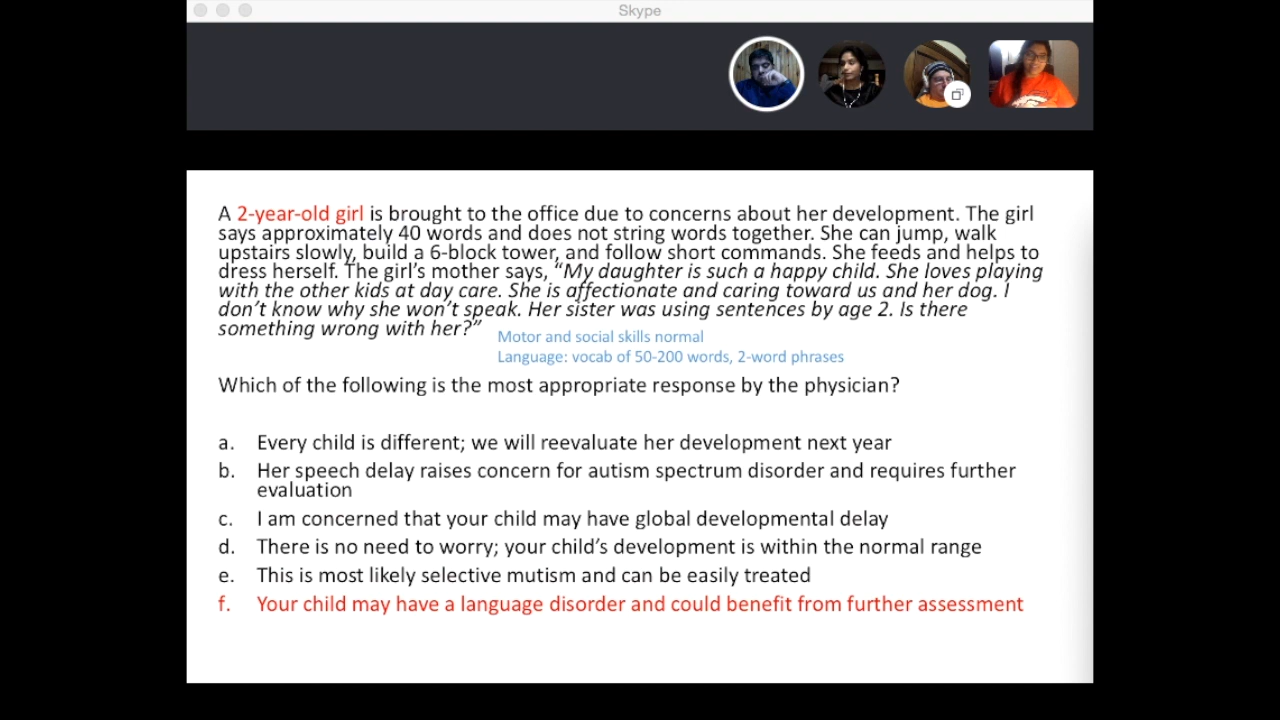 Skype
A 2-year-old girl is brought to the office due to concerns about her development. The girl
says approximately 40 words and does not string words together. She can jump, walk
upstairs slowly, build a 6-block tower, and follow short commands. She feeds and helps to
dress herself. The girl’s mother says, “My daughter is such a happy child. She loves playing
with the other kids at day care. She is affectionate and caring toward us and her dog. I
don’t know why she won’t speak. Her sister was using sentences by age 2. Is there
something wrong with her?”
Motor and social skills normal
Language: vocab of 50-200 words, 2-word phrases
Which of the following is the most appropriate response by the physician?
a. Every child is different; we will reevaluate her development next year
b. Her speech delay raises concern for autism spectrum disorder and requires further
evaluation
c. I am concerned that your child may have global developmental delay
d. There is no need to worry; your child’s development is within the normal range
e. This is most likely selective mutism and can be easily treated
f. Your child may have a language disorder and could benefit from further assessment